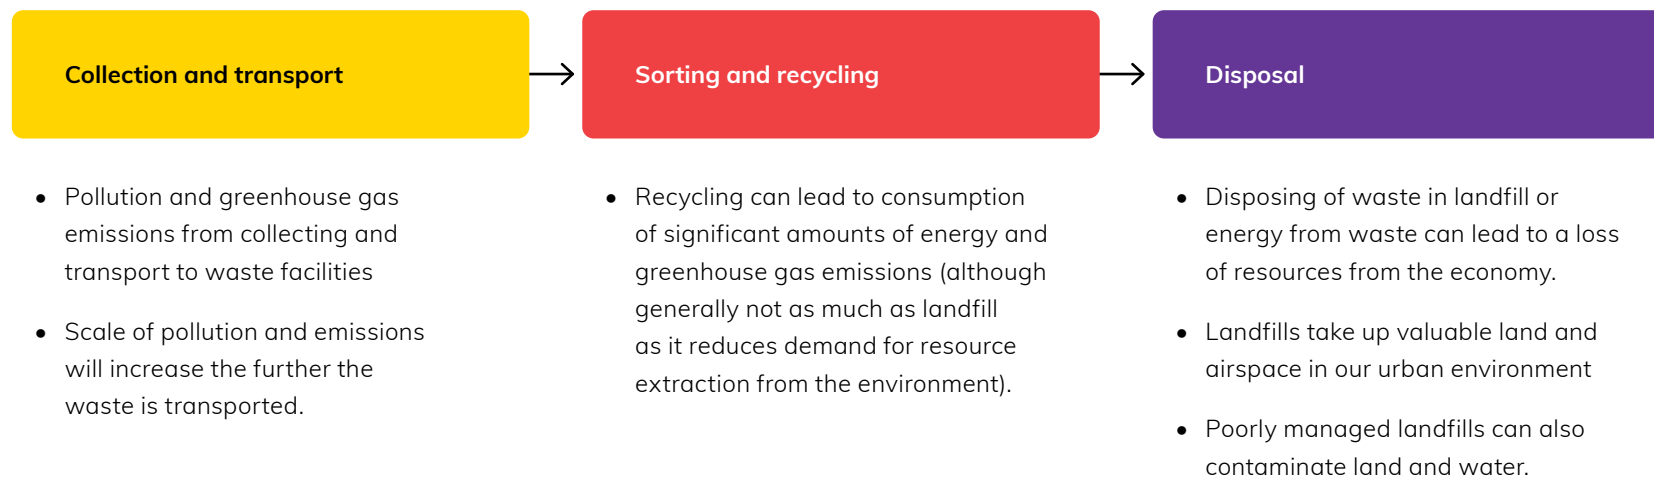 Collection and transport
• Pollution and greenhouse gas
emissions from collecting and
transport to waste facilities
• Scale of pollution and emissions
will increase the further the
waste is transported.
Sorting and recycling
• Recycling can lead to consumption
of significant amounts of energy and
greenhouse gas emissions (although
generally not as much as landfill
as it reduces demand for resource
extraction from the environment).
Disposal
• Disposing of waste in landfill or
energy from waste can lead to a loss
of resources from the economy.
• Landfills take up valuable land and
airspace in our urban environment
• Poorly managed landfills can also
contaminate land and water.